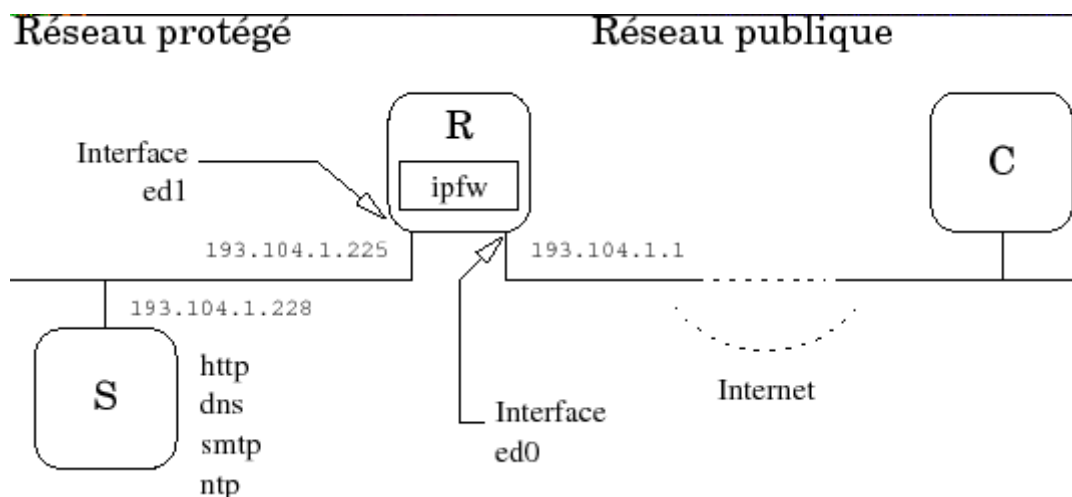 Réseau protégé
Réseau publique
R
ipfw
C
Interface
ed1
193.104.1.225
193.104.1.1
193.104.1.228
S
http
dns
smtp
ntp
Internet
Interface
ed0